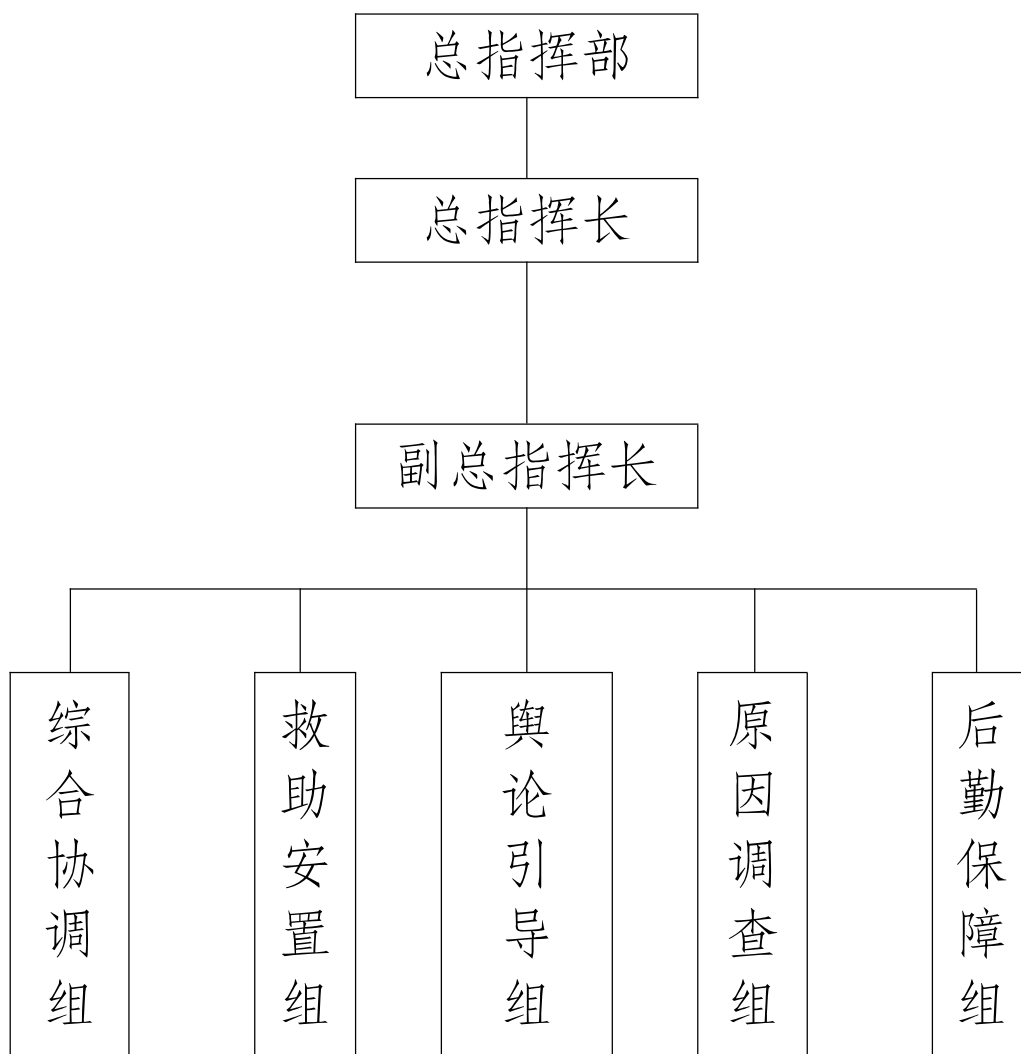 总指挥部
总指挥长
副总指挥长
综合协调组
救助安置组
舆论引导组
原因调查组
后勤保障组